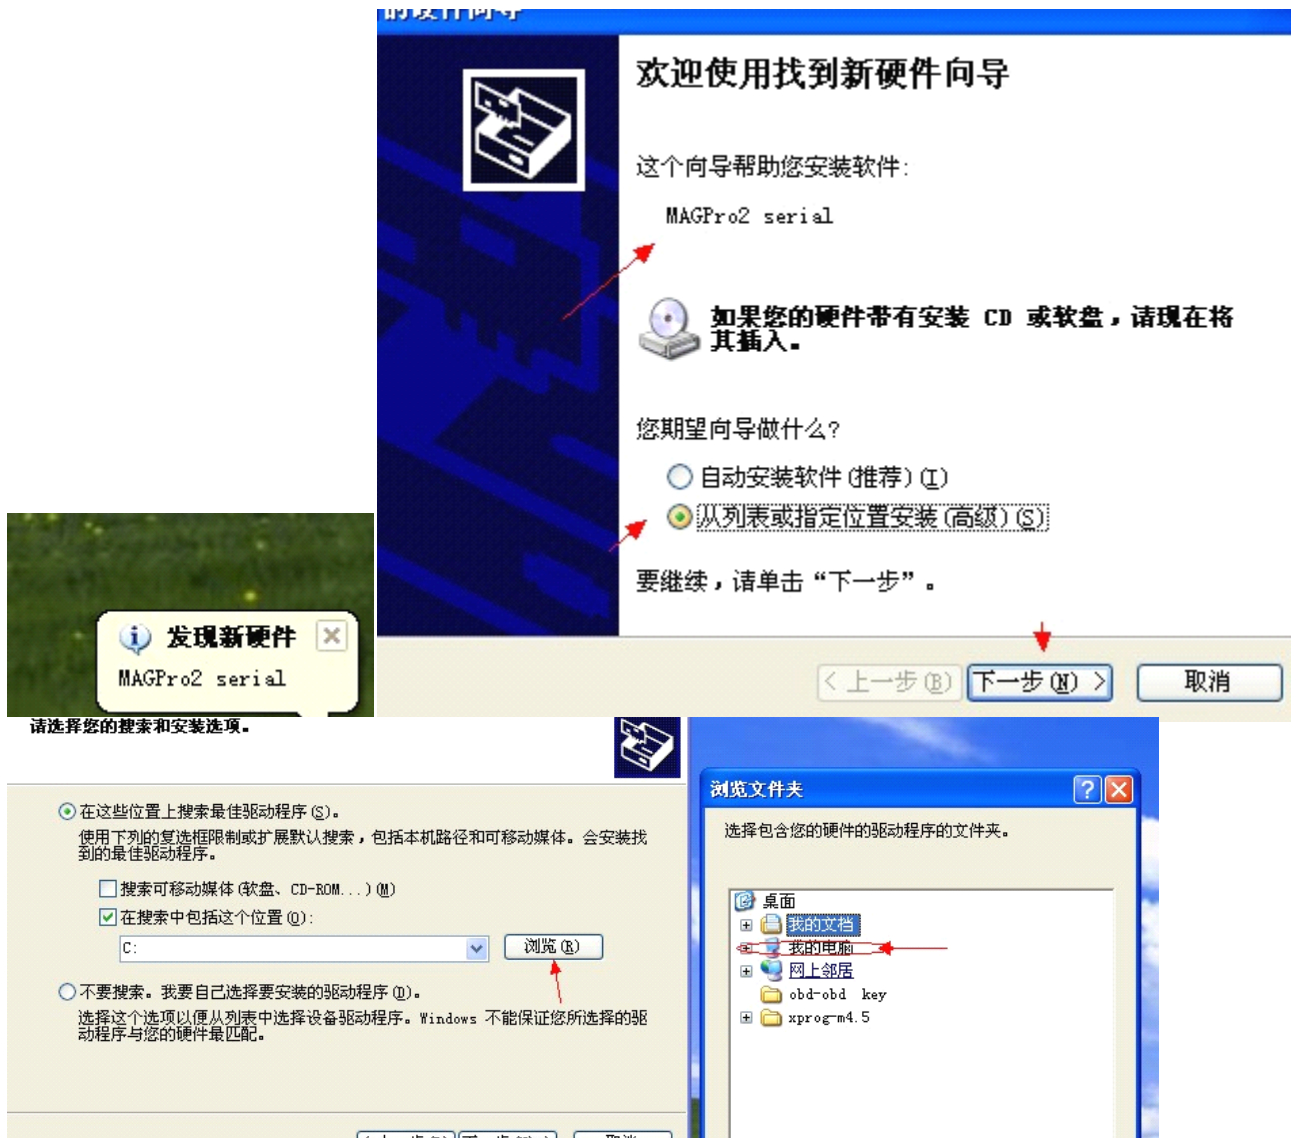 的硬件向导
欢迎使用找到新硬件向导
这个向导帮助您安装软件:
MAGPro2 serial
如果您的硬件带有安装 CD 或软盘，请现在将
其插入。
您期望向导做什么?
自动安装软件(推荐)(I)
从列表或指定位置安装(高级)(S)
要继续，请单击“下一步”。
< 上一步(B)
下一步(N) >
取消
发现新硬件
MAGPro2 serial
请选择您的搜索和安装选项。
在这些位置上搜索最佳驱动程序(S)。
使用下列的复选框限制或扩展默认搜索，包括本机路径和可移动媒体。会安装找
到的最佳驱动程序。
搜索可移动媒体(软盘、CD-ROM...)(M)
在搜索中包括这个位置(O):
C:
浏览(R)
不要搜索。我要自己选择要安装的驱动程序(D)。
选择这个选项以便从列表中选择设备驱动程序。Windows 不能保证您所选择的驱
动程序与您的硬件最匹配。
浏览文件夹
选择包含您的硬件的驱动程序的文件夹。
桌面
我的文档
我的电脑
网上邻居
obd-obd key
xprog-m4.5